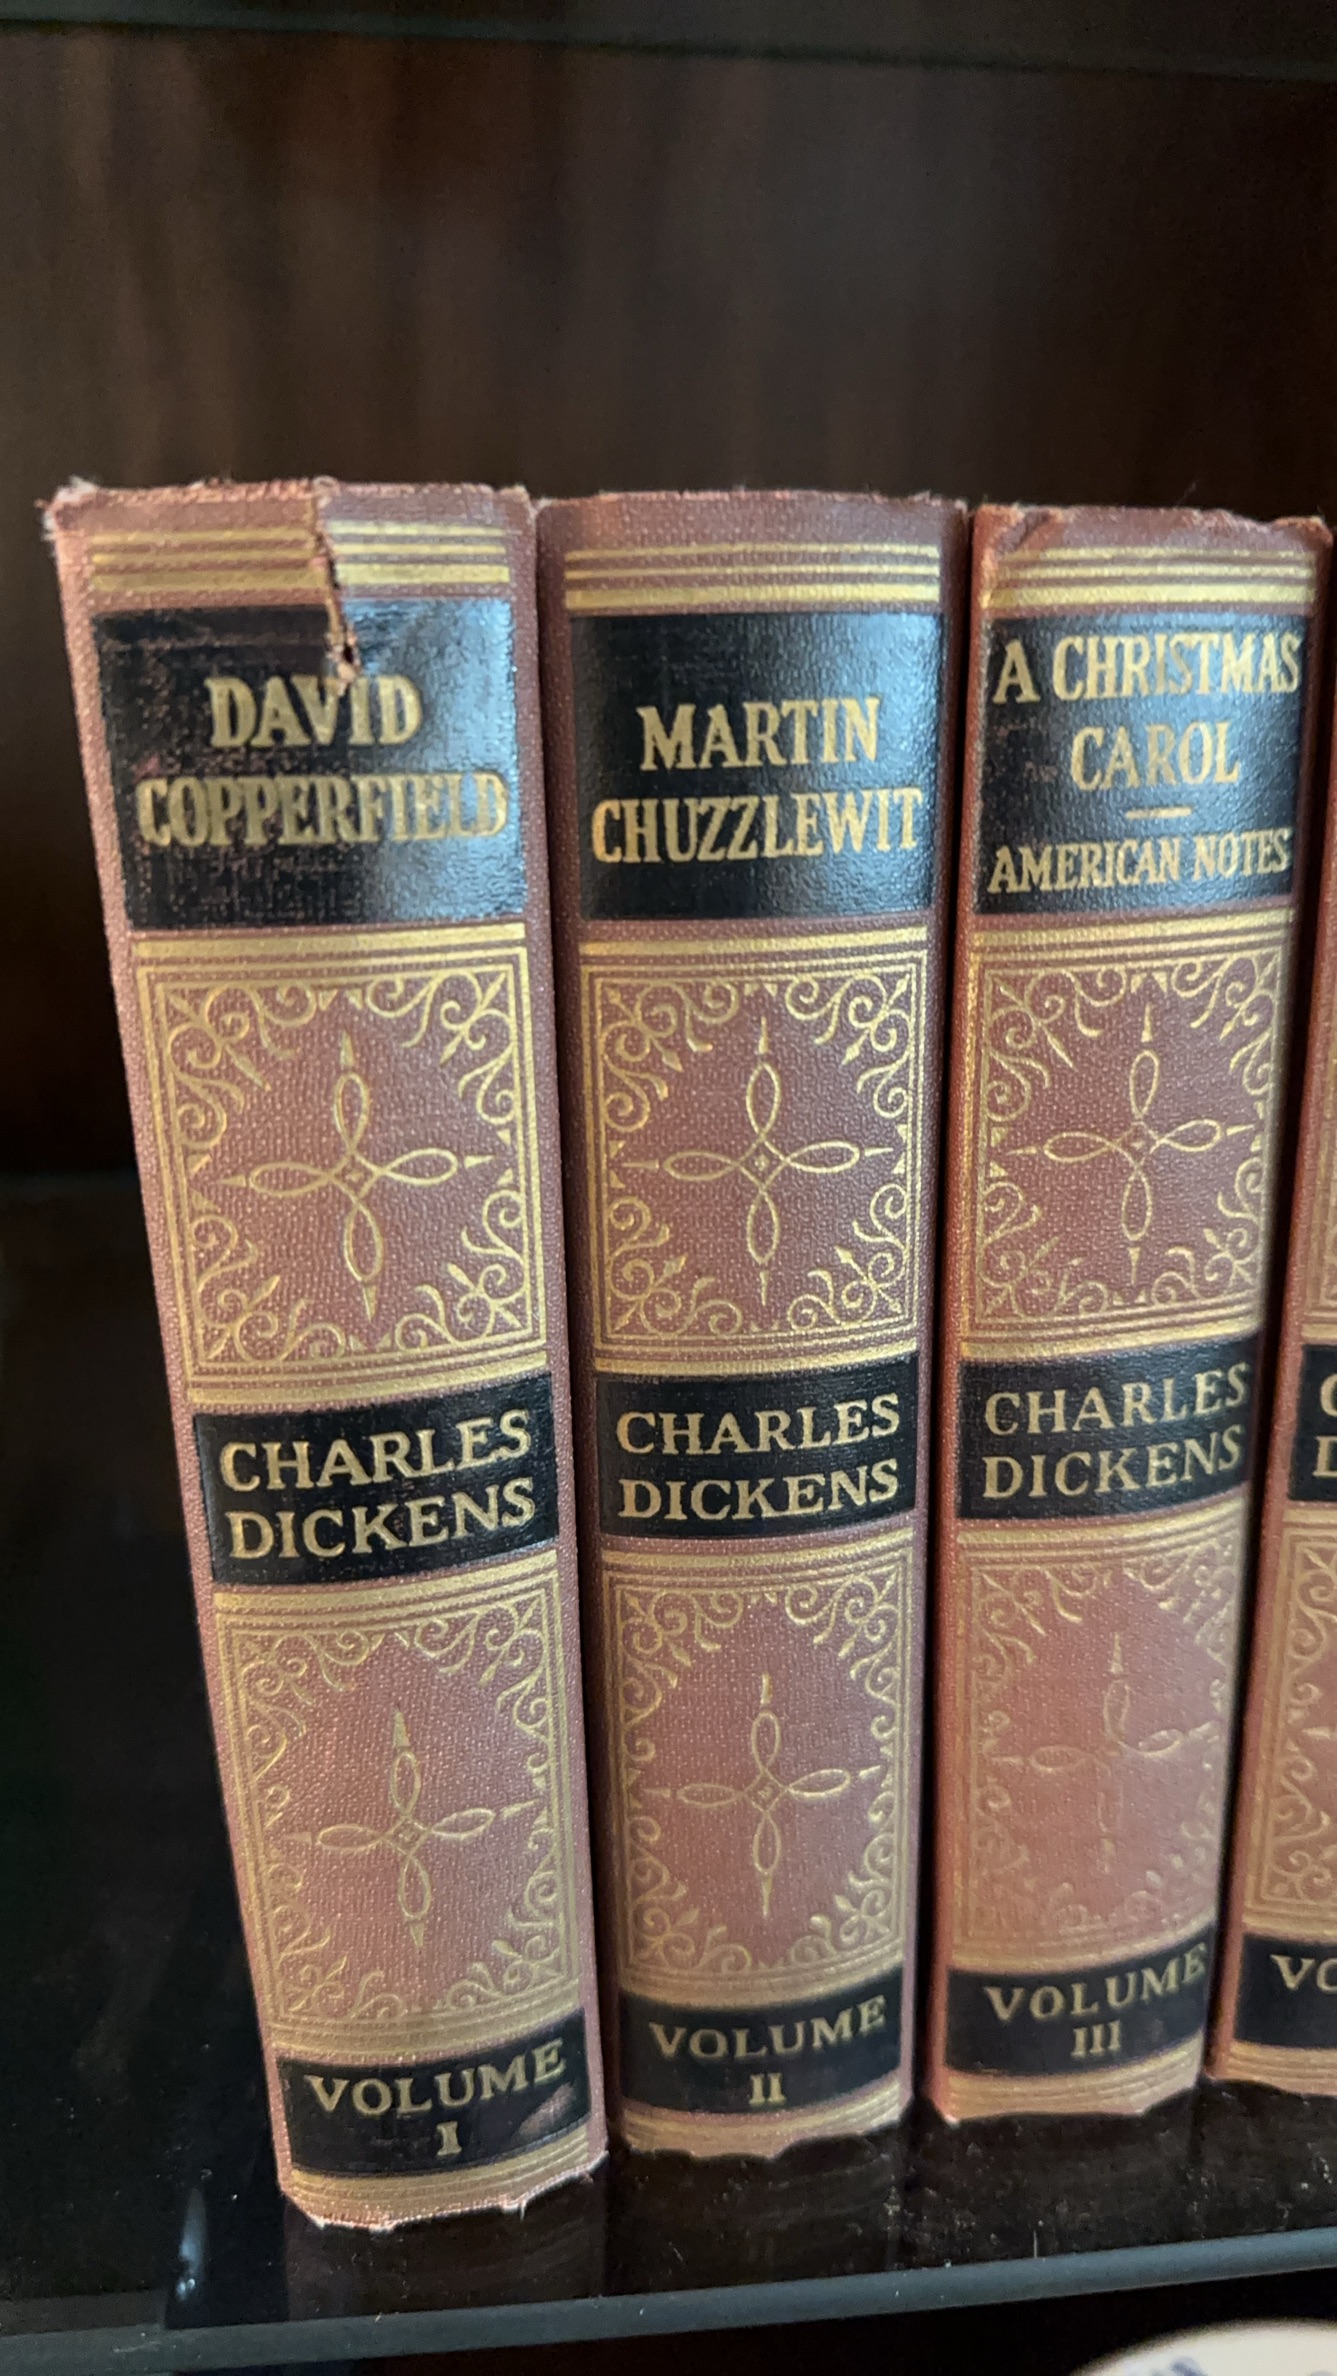 DAVID
COPPERFIELD
CHARLES
DICKENS
VOLUME
I
MARTIN
CHUZZLEWIT
CHARLES
DICKENS
VOLUME
II
A CHRISTMAS
CAROL
AMERICAN NOTES
CHARLES
DICKENS
VOLUME
III